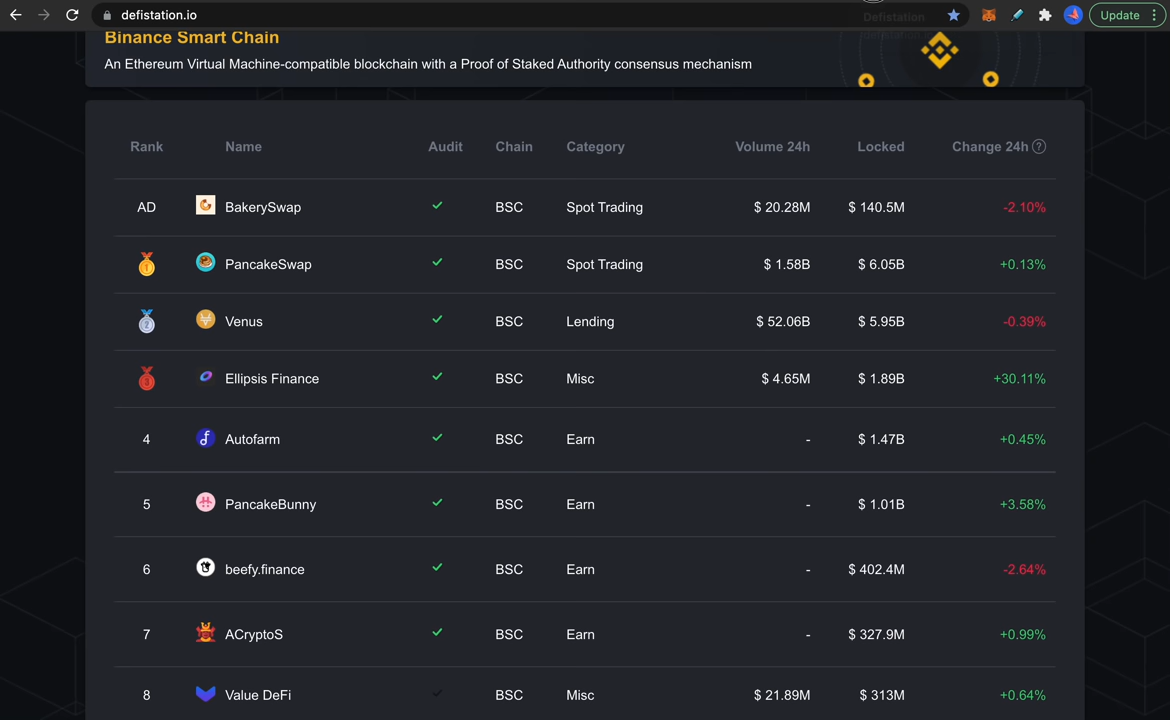 defistation.io
Update
Binance Smart Chain
An Ethereum Virtual Machine-compatible blockchain with a Proof of Staked Authority consensus mechanism
Rank Name Audit Chain Category Volume 24h Locked Change 24h ?
AD BakerySwap BSC Spot Trading $ 20.28M $ 140.5M -2.10%
1 PancakeSwap BSC Spot Trading $ 1.58B $ 6.05B +0.13%
2 Venus BSC Lending $ 52.06B $ 5.95B -0.39%
3 Ellipsis Finance BSC Misc $ 4.65M $ 1.89B +30.11%
4 Autofarm BSC Earn - $ 1.47B +0.45%
5 PancakeBunny BSC Earn - $ 1.01B +3.58%
6 beefy.finance BSC Earn - $ 402.4M -2.64%
7 ACryptoS BSC Earn - $ 327.9M +0.99%
8 Value DeFi BSC Misc $ 21.89M $ 313M +0.64%